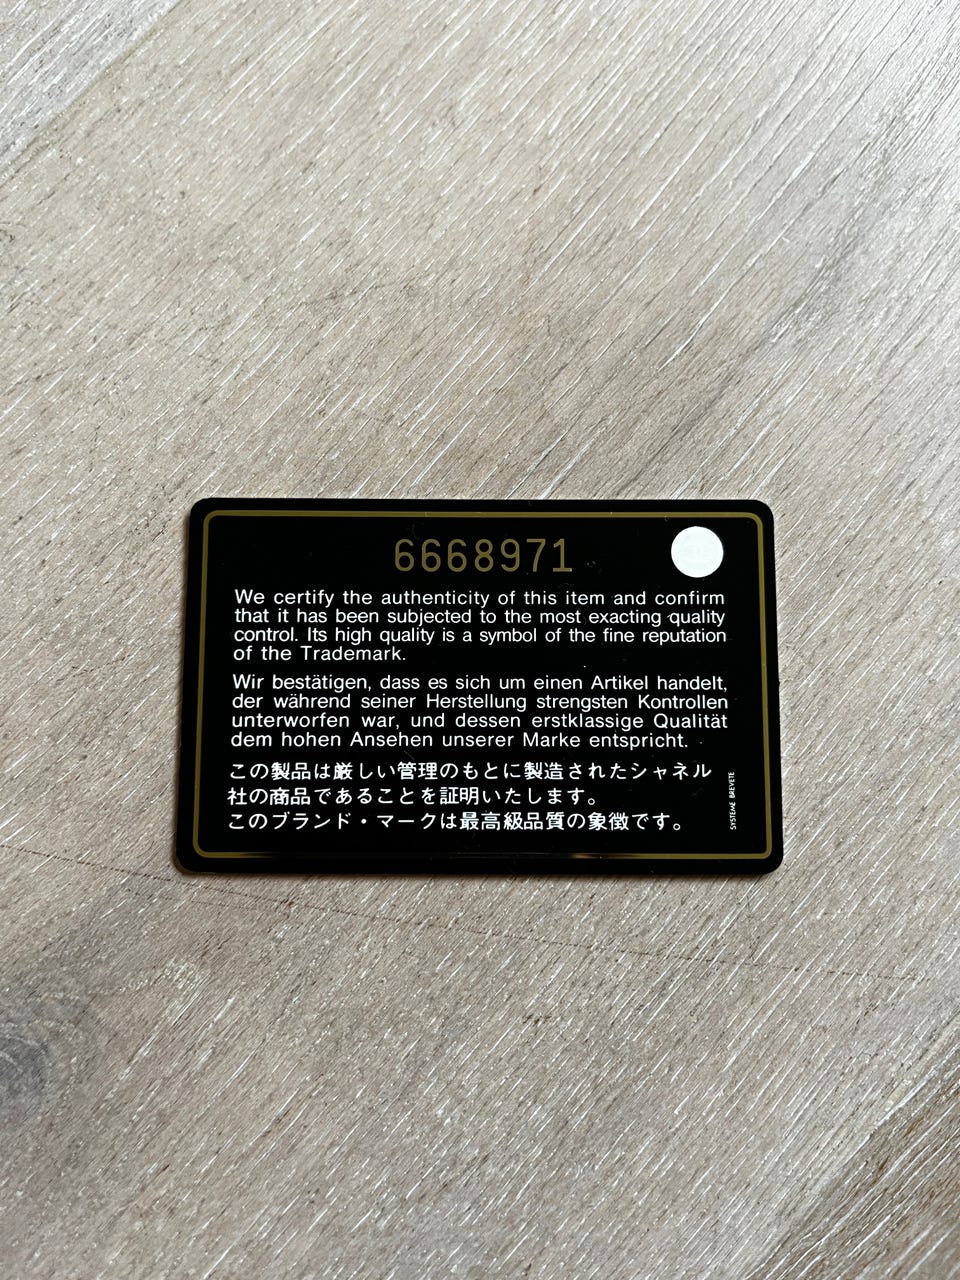 6668971
We certify the authenticity of this item and confirm
that it has been subjected to the most exacting quality
control. Its high quality is a symbol of the fine reputation
of the Trademark.
Wir bestätigen, dass es sich um einen Artikel handelt,
der während seiner Herstellung strengsten Kontrollen
unterworfen war, und dessen erstklassige Qualität
dem hohen Ansehen unserer Marke entspricht.
この製品は厳しい管理のもとに製造されたシャネル
社の商品であることを証明いたします。
このブランド・マークは最高級品質の象徴です。
SYSTEME BREVETE